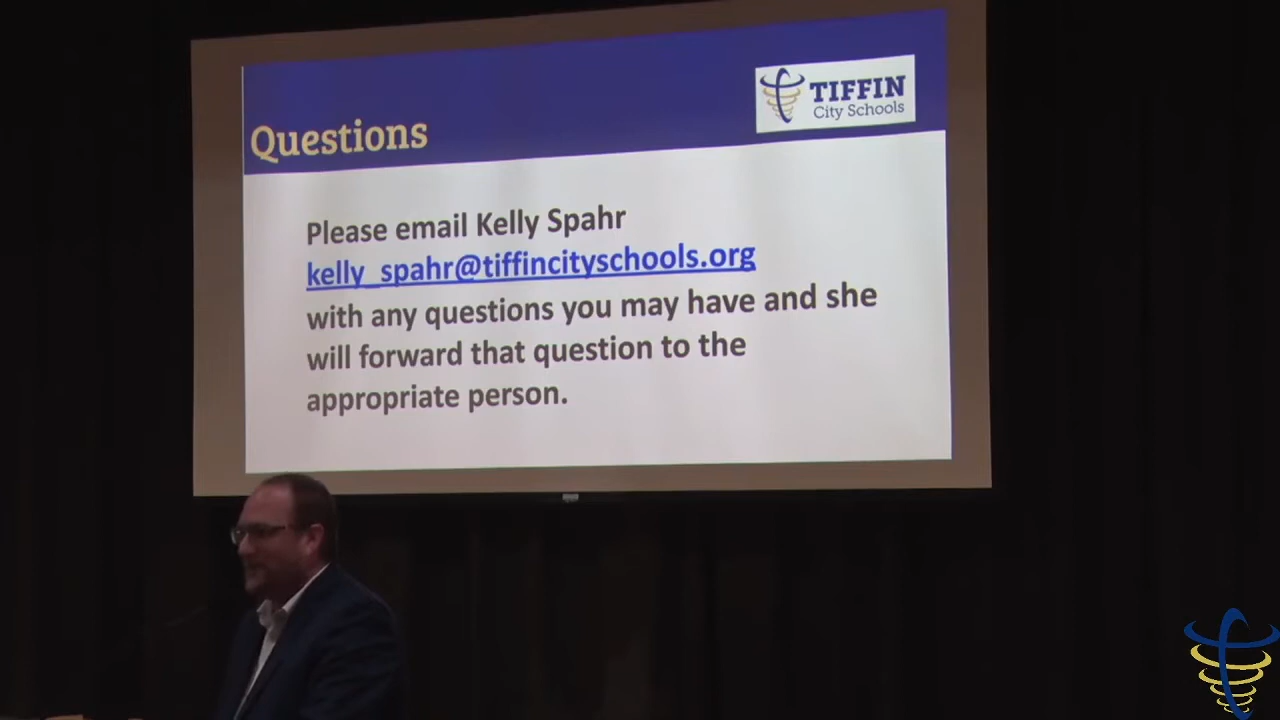 TIFFIN
City Schools
Questions
Please email Kelly Spahr
kelly_spahr@tiffincityschools.org
with any questions you may have and she
will forward that question to the
appropriate person.